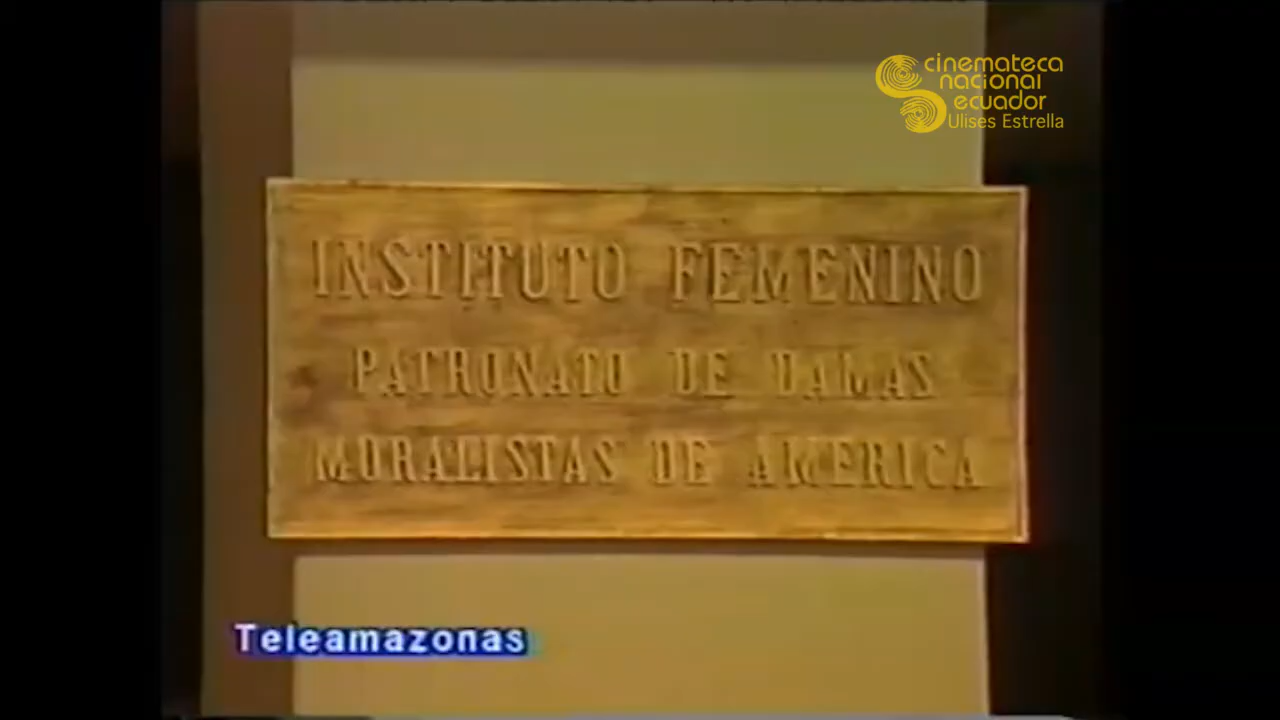 cinemateca
nacional
ecuador
Ulises Estrella
INSTITUTO FEMENINO
PATRONATO DE DAMAS
MORALISTAS DE AMERICA
Teleamazonas